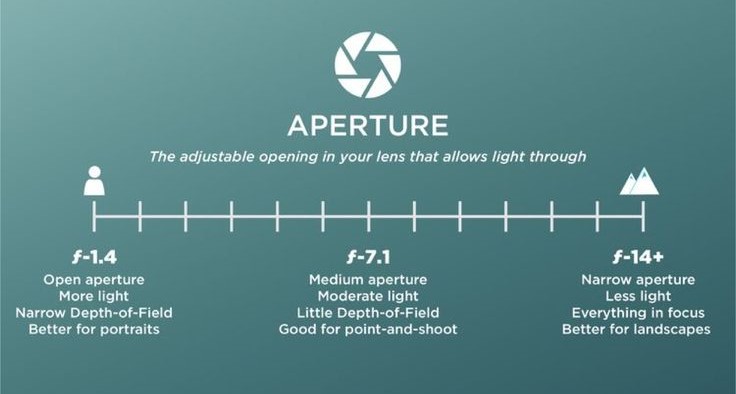 APERTURE
The adjustable opening in your lens that allows light through
ƒ-1.4
Open aperture
More light
Narrow Depth-of-Field
Better for portraits
ƒ-7.1
Medium aperture
Moderate light
Little Depth-of-Field
Good for point-and-shoot
ƒ-14+
Narrow aperture
Less light
Everything in focus
Better for landscapes